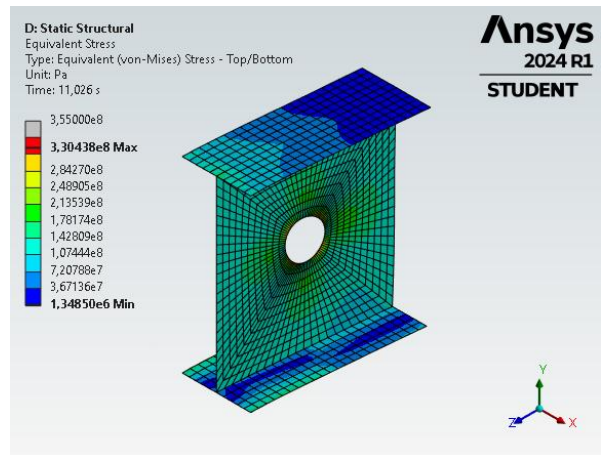 D: Static Structural
Equivalent Stress
Type: Equivalent (von-Mises) Stress - Top/Bottom
Unit: Pa
Time: 11,026 s
Ansys
2024 R1
STUDENT
3,55000e8
3,30438e8 Max
2,84270e8
2,48905e8
2,13539e8
1,78174e8
1,42809e8
1,07444e8
7,20788e7
3,67136e7
1,34850e6 Min
Y
Z
X